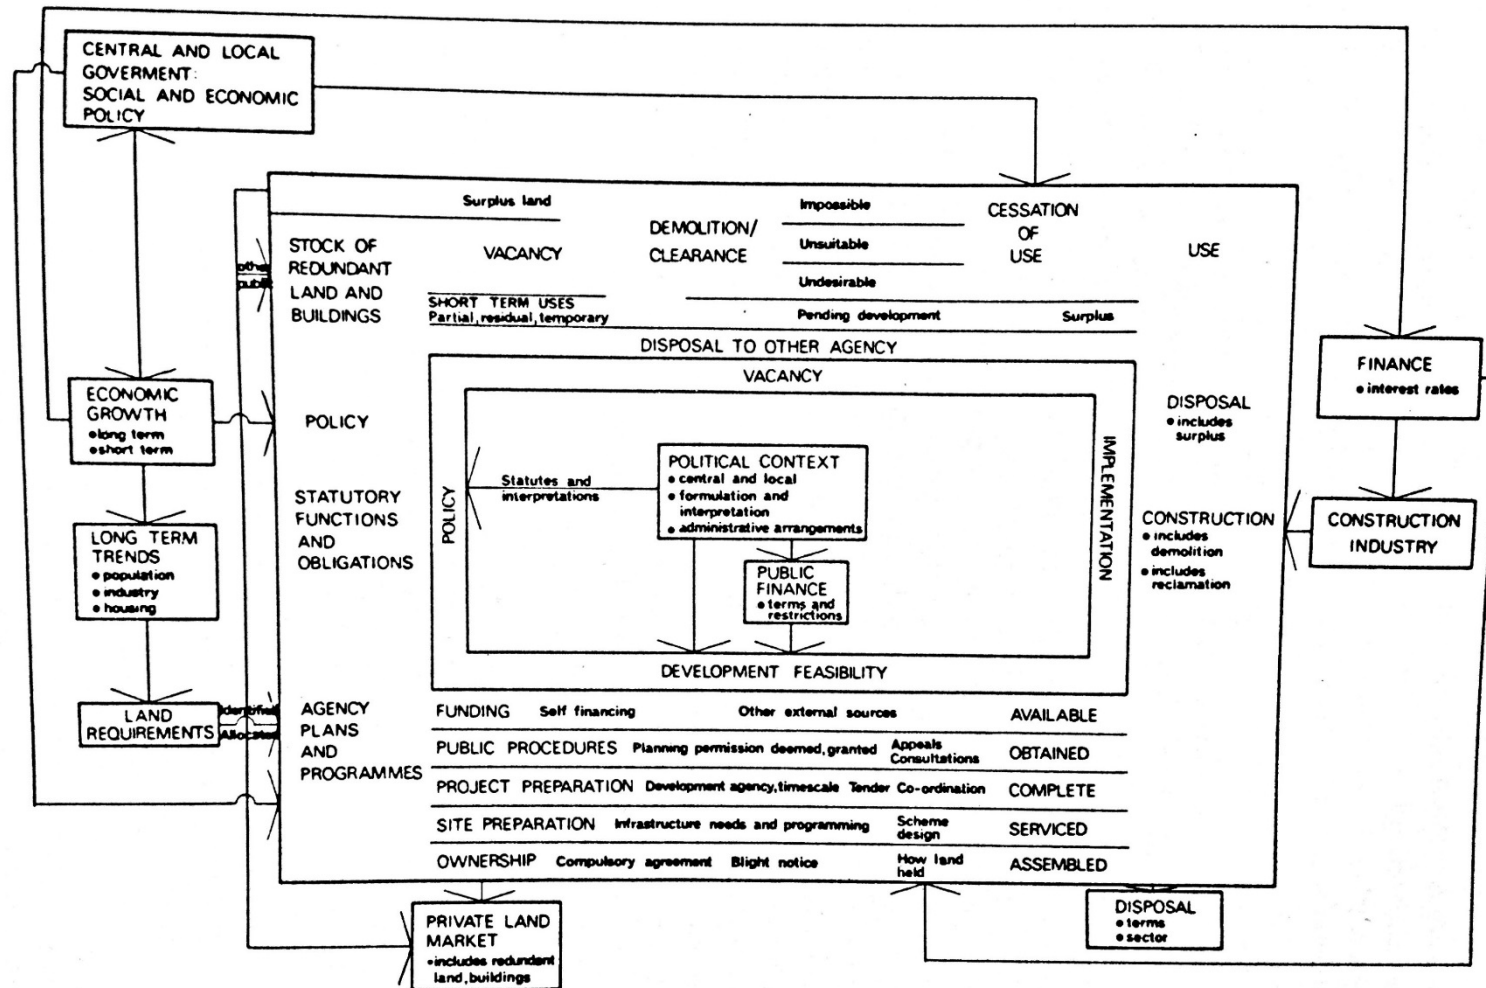 CENTRAL AND LOCAL
GOVERMENT:
SOCIAL AND ECONOMIC
POLICY
Surplus land
Impossible
CESSATION
OF
USE
DEMOLITION/
CLEARANCE
Unsuitable
USE
STOCK OF
REDUNDANT
LAND AND
BUILDINGS
VACANCY
other
public
Undesirable
SHORT TERM USES
Partial, residual, temporary
Pending development
Surplus
DISPOSAL TO OTHER AGENCY
VACANCY
FINANCE
• interest rates
ECONOMIC
GROWTH
• long term
• short term
POLICY
DISPOSAL
• includes
surplus
POLITICAL CONTEXT
• central and local
• formulation and
interpretation
• administrative arrangements
Statutes and
interpretations
POLICY
IMPLEMENTATION
STATUTORY
FUNCTIONS
AND
OBLIGATIONS
CONSTRUCTION
• includes
demolition
• includes
reclamation
CONSTRUCTION
INDUSTRY
LONG TERM
TRENDS
• population
• industry
• housing
PUBLIC
FINANCE
• terms and
restrictions
DEVELOPMENT FEASIBILITY
LAND
REQUIREMENTS
Identified
Allocated
AGENCY
PLANS
AND
PROGRAMMES
FUNDING Self financing Other external sources AVAILABLE
PUBLIC PROCEDURES Planning permission deemed, granted Appeals
Consultations OBTAINED
PROJECT PREPARATION Development agency, timescale Tender Co-ordination COMPLETE
SITE PREPARATION Infrastructure needs and programming Scheme
design SERVICED
OWNERSHIP Compulsory agreement Blight notice How land
held ASSEMBLED
PRIVATE LAND
MARKET
• includes redundant
land, buildings
DISPOSAL
• terms
• sector